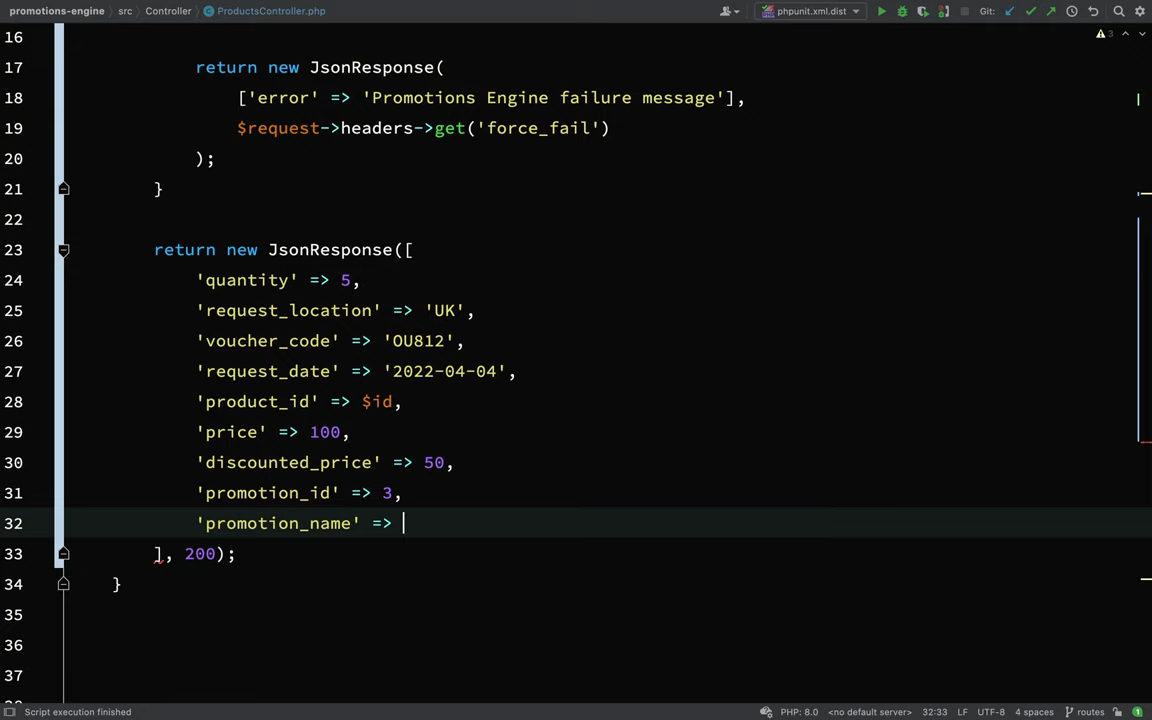 promotions-engine > src > Controller > ProductsController.php phpunit.xml.dist Git:
16 3
17 return new JsonResponse(
18 ['error' => 'Promotions Engine failure message'],
19 $request->headers->get('force_fail')
20 );
21 }
22
23 return new JsonResponse([
24 'quantity' => 5,
25 'request_location' => 'UK',
26 'voucher_code' => 'OU812',
27 'request_date' => '2022-04-04',
28 'product_id' => $id,
29 'price' => 100,
30 'discounted_price' => 50,
31 'promotion_id' => 3,
32 'promotion_name' =>
33 ], 200);
34 }
35
36
37
Script execution finished PHP: 8.0 <no default server> 32:33 LF UTF-8 4 spaces routes 1